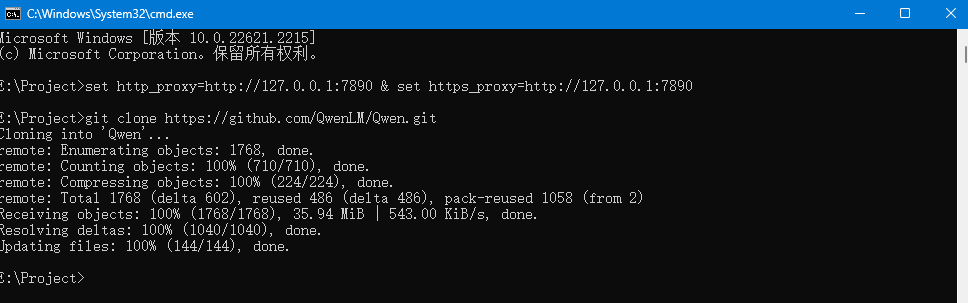 C:\Windows\System32\cmd.exe
Microsoft Windows [版本 10.0.22621.2215]
(c) Microsoft Corporation。保留所有权利。
E:\Project>set http_proxy=http://127.0.0.1:7890 & set https_proxy=http://127.0.0.1:7890
E:\Project>git clone https://github.com/QwenLM/Qwen.git
Cloning into 'Qwen'...
remote: Enumerating objects: 1768, done.
remote: Counting objects: 100% (710/710), done.
remote: Compressing objects: 100% (224/224), done.
remote: Total 1768 (delta 602), reused 486 (delta 486), pack-reused 1058 (from 2)
Receiving objects: 100% (1768/1768), 35.94 MiB | 543.00 KiB/s, done.
Resolving deltas: 100% (1040/1040), done.
Updating files: 100% (144/144), done.
E:\Project>